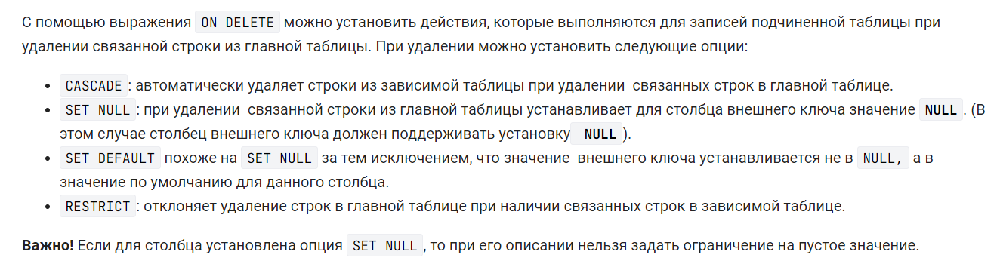 С помощью выражения ON DELETE можно установить действия, которые выполняются для записей подчиненной таблицы при
удалении связанной строки из главной таблицы. При удалении можно установить следующие опции:
• CASCADE: автоматически удаляет строки из зависимой таблицы при удалении связанных строк в главной таблице.
• SET NULL: при удалении связанной строки из главной таблицы устанавливает для столбца внешнего ключа значение NULL. (В
этом случае столбец внешнего ключа должен поддерживать установку NULL).
• SET DEFAULT похоже на SET NULL за тем исключением, что значение внешнего ключа устанавливается не в NULL, а в
значение по умолчанию для данного столбца.
• RESTRICT: отклоняет удаление строк в главной таблице при наличии связанных строк в зависимой таблице.
Важно! Если для столбца установлена опция SET NULL, то при его описании нельзя задать ограничение на пустое значение.